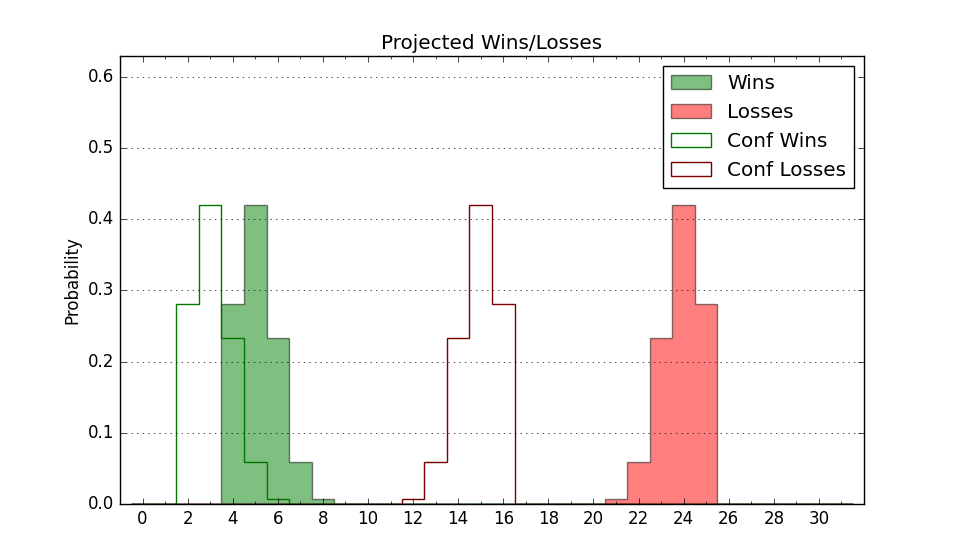 Projected Wins/Losses
Probability
0.6
0.5
0.4
0.3
0.2
0.1
0.0
Wins
Losses
Conf Wins
Conf Losses
0 2 4 6 8 10 12 14 16 18 20 22 24 26 28 30